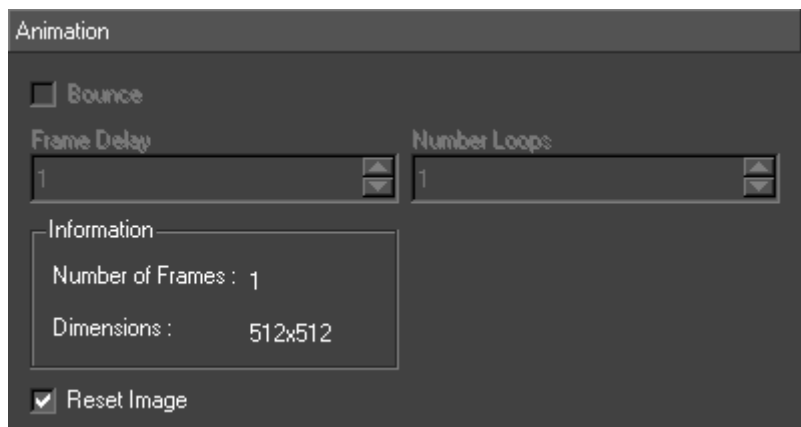 Animation
Bounce
Frame Delay Number Loops
1 1
Information
Number of Frames : 1
Dimensions : 512x512
Reset Image